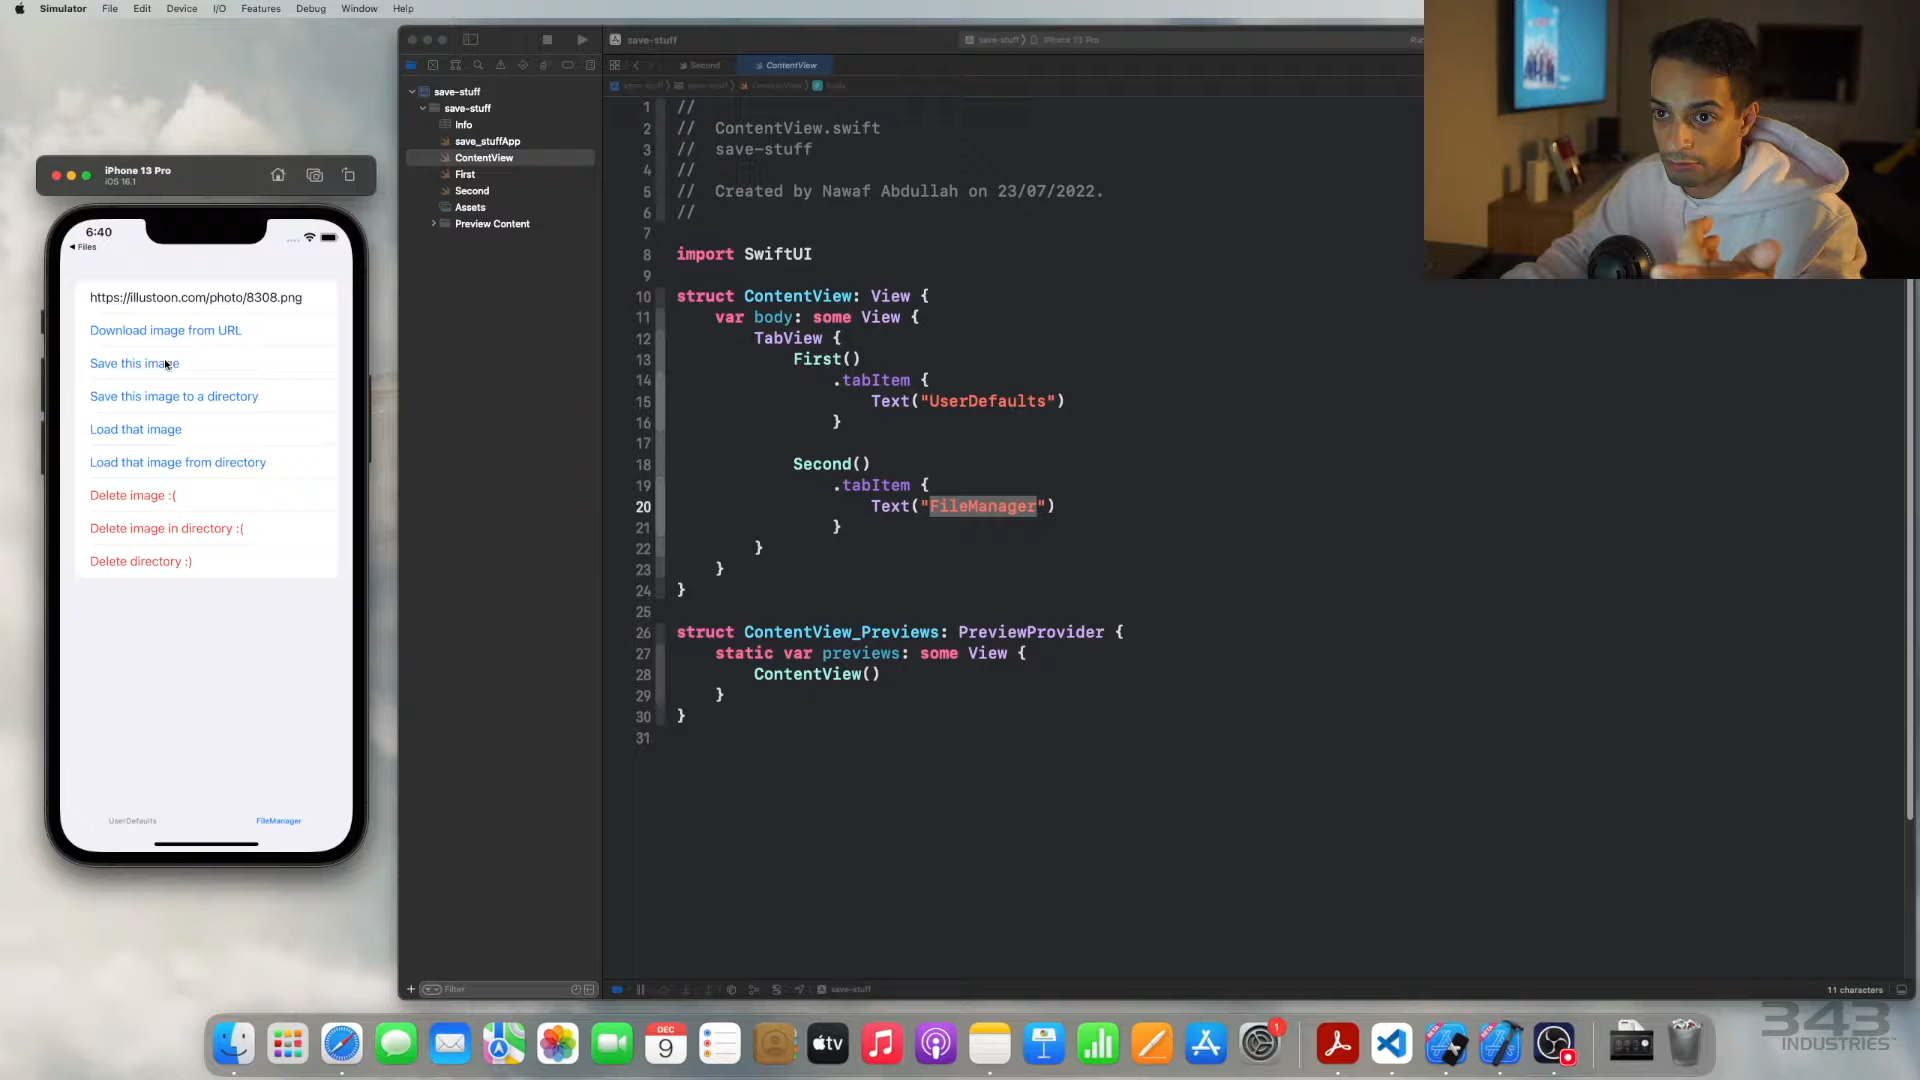 Simulator File Edit Device I/O Features Debug Window Help
save-stuff
save-stuff iPhone 13 Pro
Second ContentView
save-stuff
save-stuff
Info
save_stuffApp
ContentView
First
Second
Assets
Preview Content
Filter
iPhone 13 Pro
iOS 16.1
6:40
Files
https://illustoon.com/photo/8308.png
Download image from URL
Save this image
Save this image to a directory
Load that image
Load that image from directory
Delete image :(
Delete image in directory :(
Delete directory :)
UserDefaults FileManager
1 //
2 // ContentView.swift
3 // save-stuff
4 //
5 // Created by Nawaf Abdullah on 23/07/2022.
6 //
7
8 import SwiftUI
9
10 struct ContentView: View {
11 var body: some View {
12 TabView {
13 First()
14 .tabItem {
15 Text("UserDefaults")
16 }
17
18 Second()
19 .tabItem {
20 Text("FileManager")
21 }
22 }
23 }
24 }
25
26 struct ContentView_Previews: PreviewProvider {
27 static var previews: some View {
28 ContentView()
29 }
30 }
31
save-stuff
11 characters
DEC
9
tv
1
343
INDUSTRIES